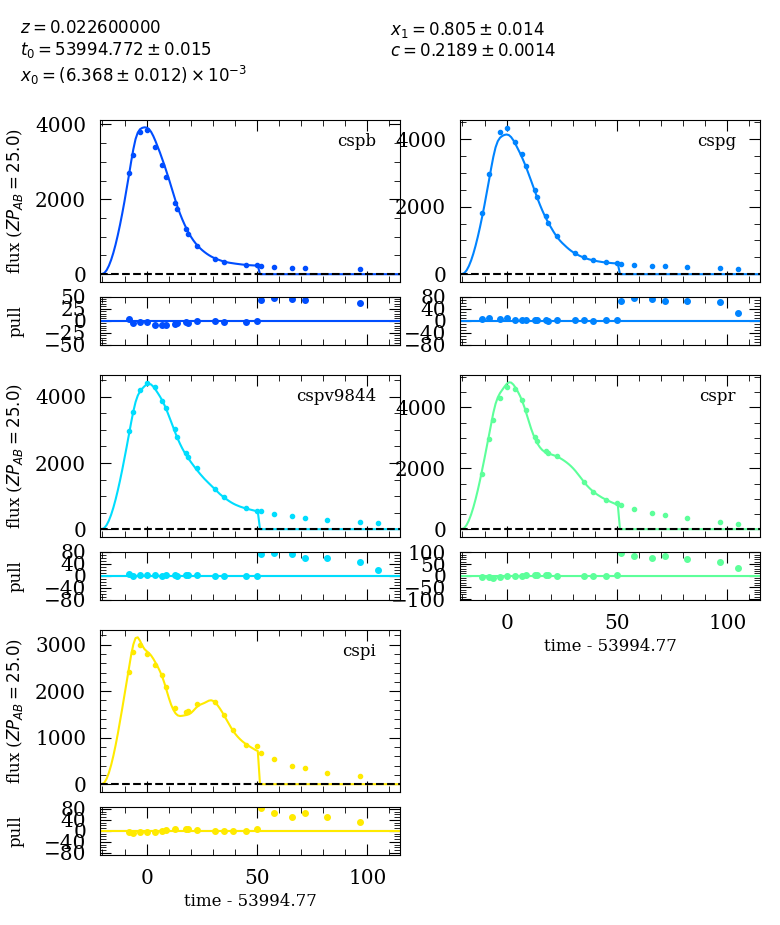 z = 0.022600000
t₀ = 53994.772 ± 0.015
x₀ = (6.368 ± 0.012) × 10⁻³
x₁ = 0.805 ± 0.014
c = 0.2189 ± 0.0014
flux (ZP_AB = 25.0)
4000
2000
0
cspb
4000
2000
0
cspg
pull
50
25
0
−25
−50
80
40
0
−40
−80
flux (ZP_AB = 25.0)
4000
2000
0
cspv9844
4000
2000
0
cspr
pull
80
40
0
−40
−80
100
50
0
−50
−100
0 50 100
time - 53994.77
flux (ZP_AB = 25.0)
3000
2000
1000
0
cspi
pull
80
40
0
−40
−80
0 50 100
time - 53994.77